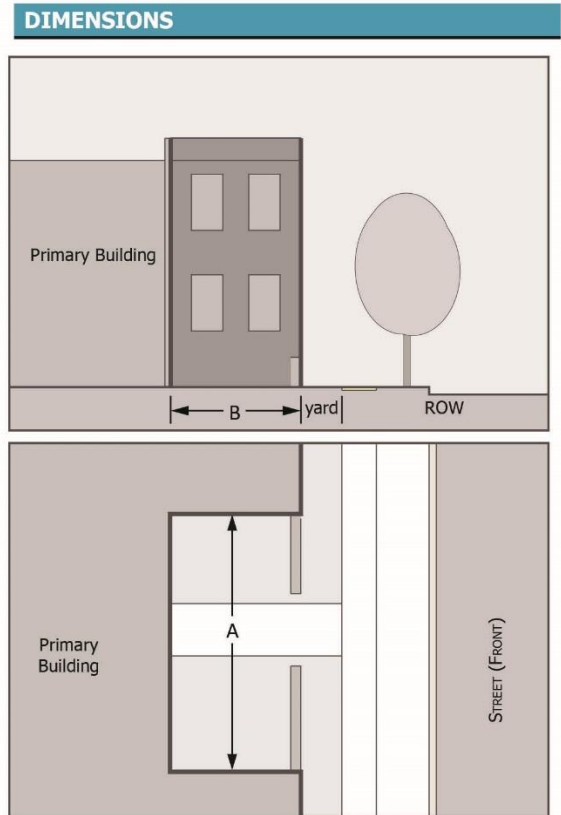 DIMENSIONS
Primary Building
B
yard
ROW
A
Primary
Building
STREET (FRONT)